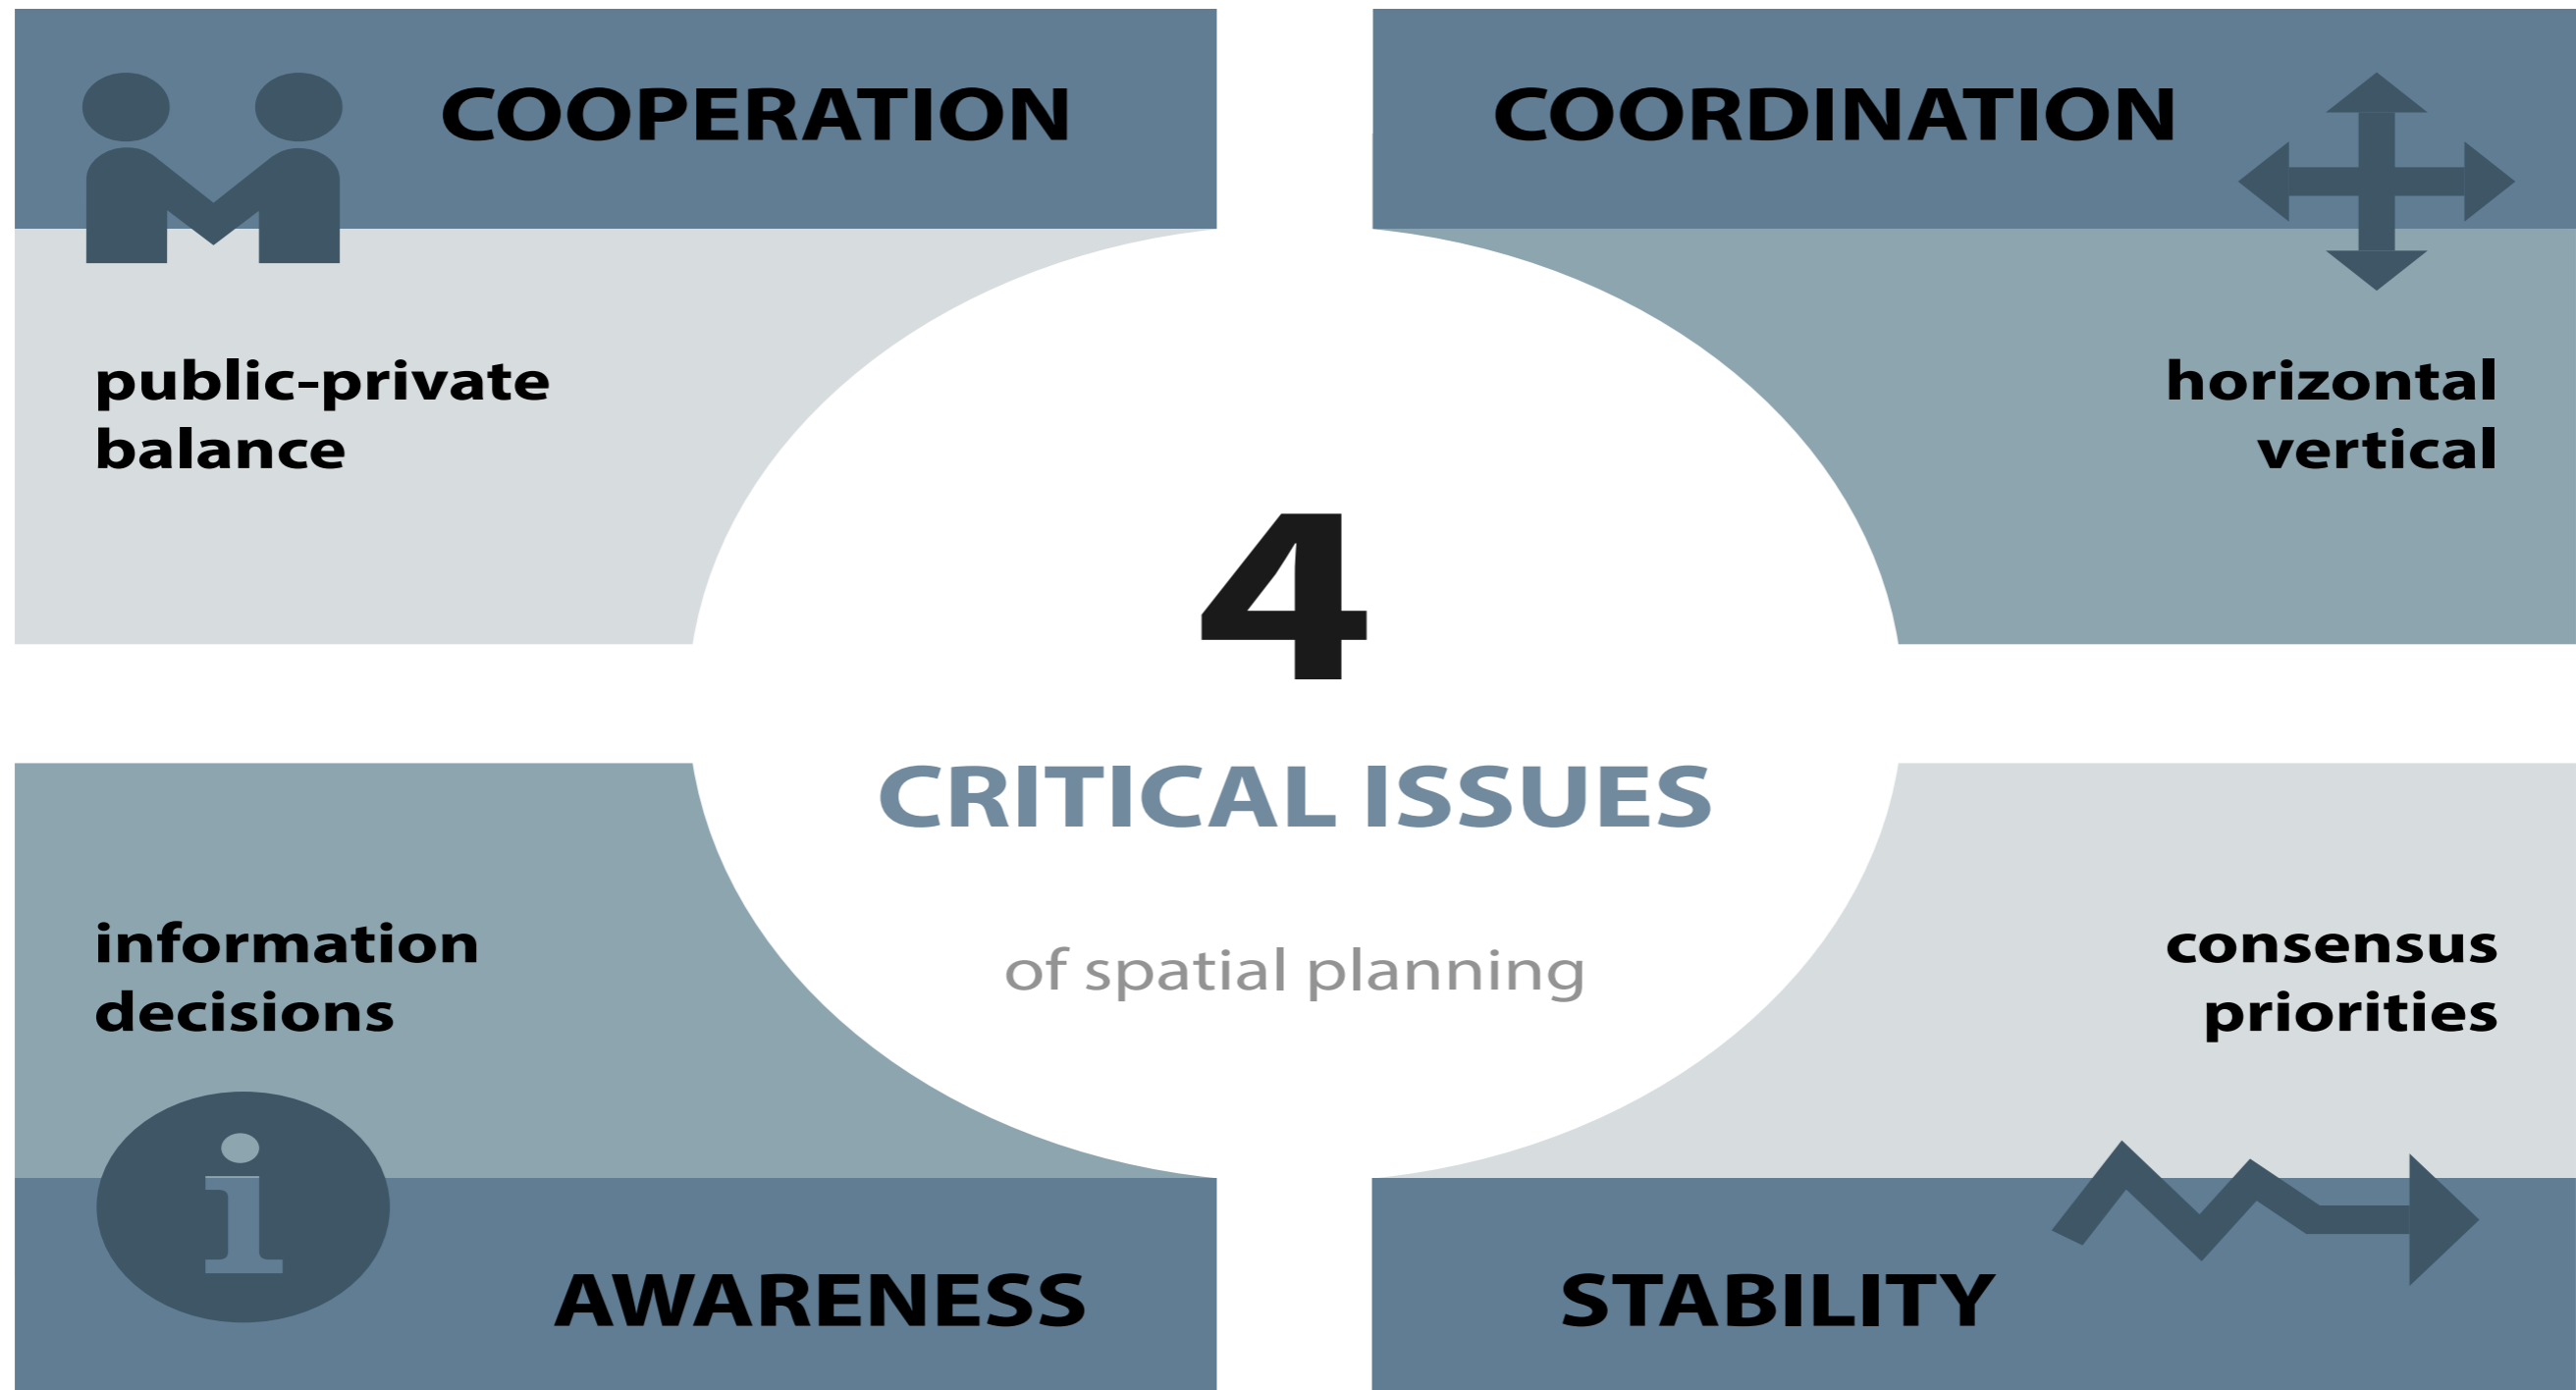 COOPERATION
public-private
balance
COORDINATION
horizontal
vertical
4
CRITICAL ISSUES
of spatial planning
information
decisions
i
AWARENESS
consensus
priorities
STABILITY